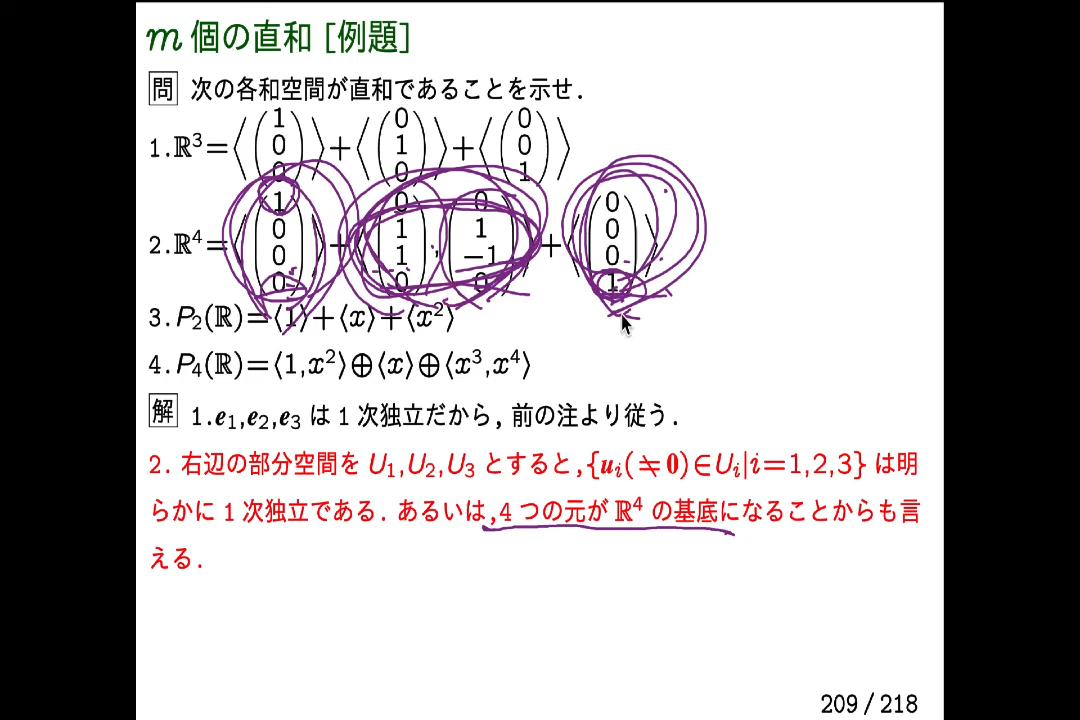 m 個の直和 [例題]
問 次の各和空間が直和であることを示せ.
1.ℝ³=⟨(1 0 0)⟩+⟨(0 1 0)⟩+⟨(0 0 1)⟩
2.ℝ⁴=⟨(1 0 0 0)⟩+⟨(0 1 1 0),(0 1 −1 0)⟩+⟨(0 0 0 1)⟩
3.P₂(ℝ)=⟨1⟩+⟨x⟩+⟨x²⟩
4.P₄(ℝ)=⟨1,x²⟩⊕⟨x⟩⊕⟨x³,x⁴⟩
解 1.e₁,e₂,e₃ は 1 次独立だから, 前の注より従う.
2. 右辺の部分空間を U₁,U₂,U₃ とすると,{uᵢ(≒0)∈Uᵢ|i=1,2,3} は明
らかに 1 次独立である. あるいは,4 つの元が ℝ⁴ の基底になることからも言
える.
209 / 218